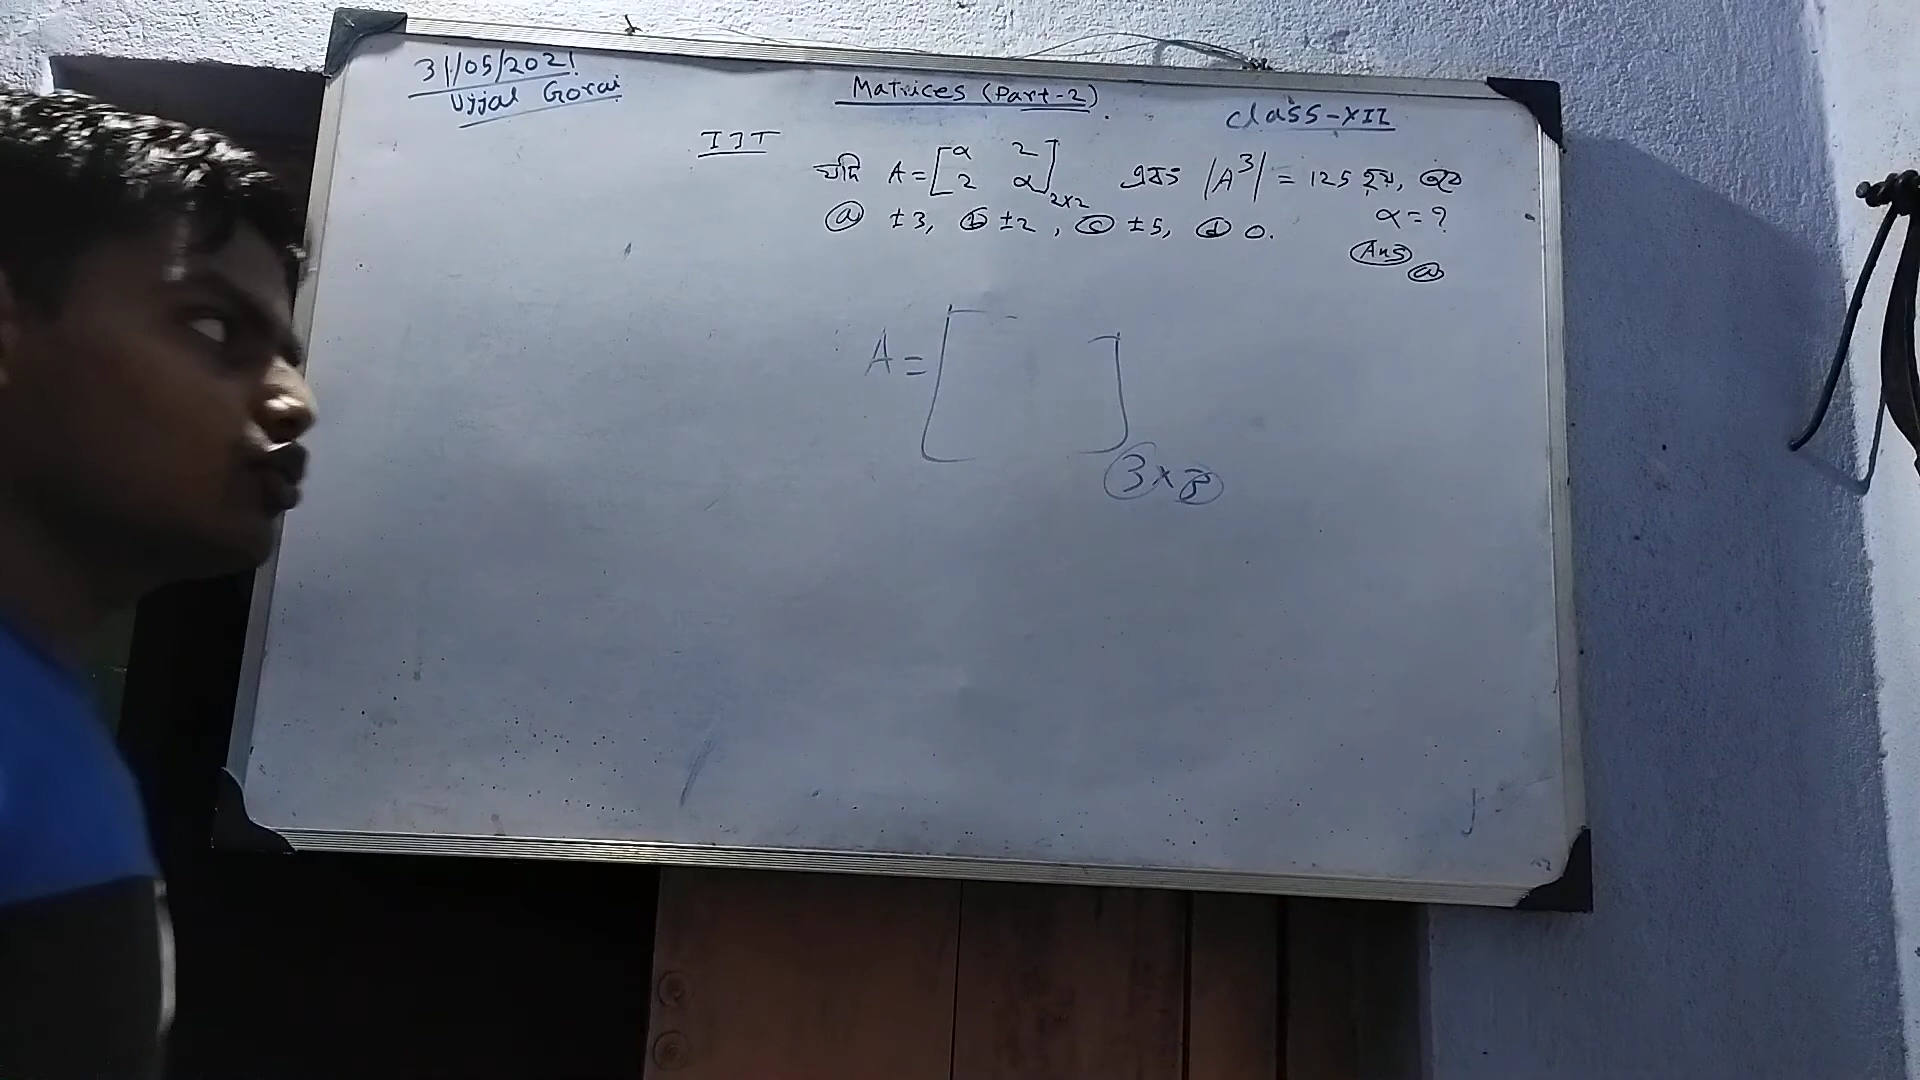 31/05/2021
Ujjal Gorai
Matrices (Part-2).
class-XII
IIT
যদি A = [α 2
2 α]2x2 এবং |A³| = 125 হয়, তবে
α = ?
ⓐ ±3, ⓑ ±2, ⓒ ±5, ⓓ 0.
Ans ⓐ
A = [ ]3×3